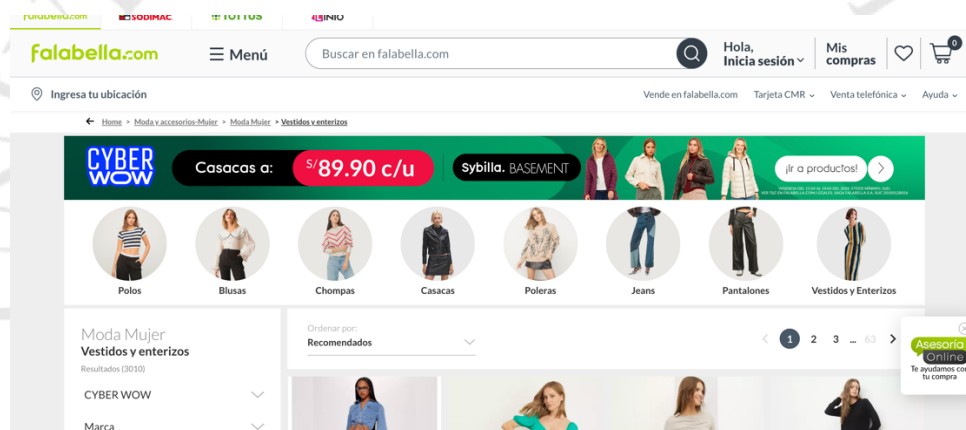 falabella.com
SODIMAC
tottus
LINIO
falabella.com
Menú
Buscar en falabella.com
Hola,
Inicia sesión
Mis
compras
0
Ingresa tu ubicación
Vende en falabella.com Tarjeta CMR Venta telefónica Ayuda
Home > Moda y accesorios-Mujer > Moda Mujer > Vestidos y enterizos
CYBER
WOW
Casacas a: S/89.90 c/u
Sybilla. BASEMENT
¡Ir a productos!
Polos
Blusas
Chompas
Casacas
Poleras
Jeans
Pantalones
Vestidos y Enterizos
Moda Mujer
Vestidos y enterizos
Resultados (3010)
CYBER WOW
Marca
Ordenar por:
Recomendados
1 2 3 ... 63
Asesoría
Online
Te ayudamos con
tu compra